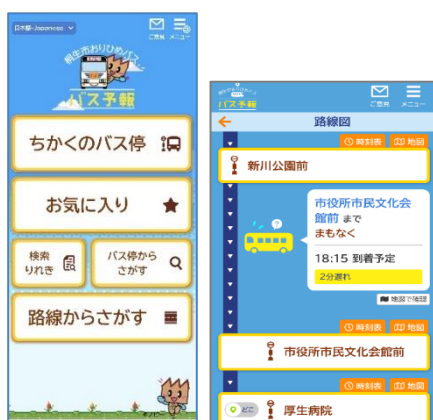 日本語-Japanese
ご意見 メニュー
桐生市おりひめバス
バス予報
ちかくのバス停
お気に入り
検索
りれき
バス停から
さがす
路線からさがす
バス予報
ご意見 メニュー
路線図
時刻表 地図
新川公園前
市役所市民文化会
館前 まで
まもなく
18:15 到着予定
2分遅れ
地図で確認
時刻表 地図
市役所市民文化会館前
時刻表 地図
どこ
厚生病院